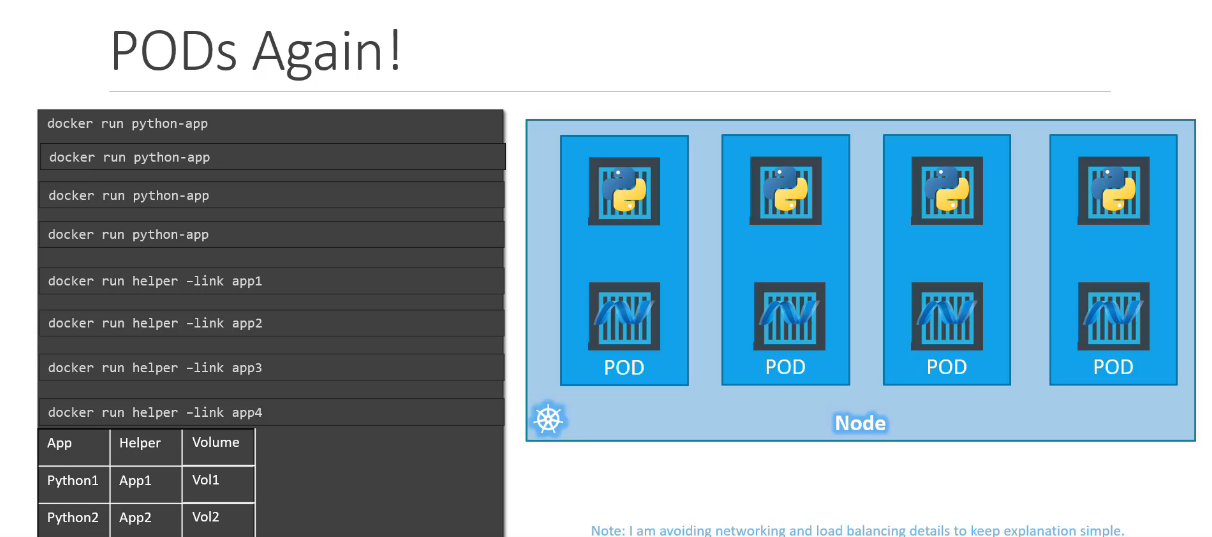 PODs Again!
docker run python-app
docker run python-app
docker run python-app
docker run python-app
docker run helper –link app1
docker run helper –link app2
docker run helper –link app3
docker run helper –link app4
App Helper Volume
Python1 App1 Vol1
Python2 App2 Vol2
POD POD POD POD
Node
Note: I am avoiding networking and load balancing details to keep explanation simple.